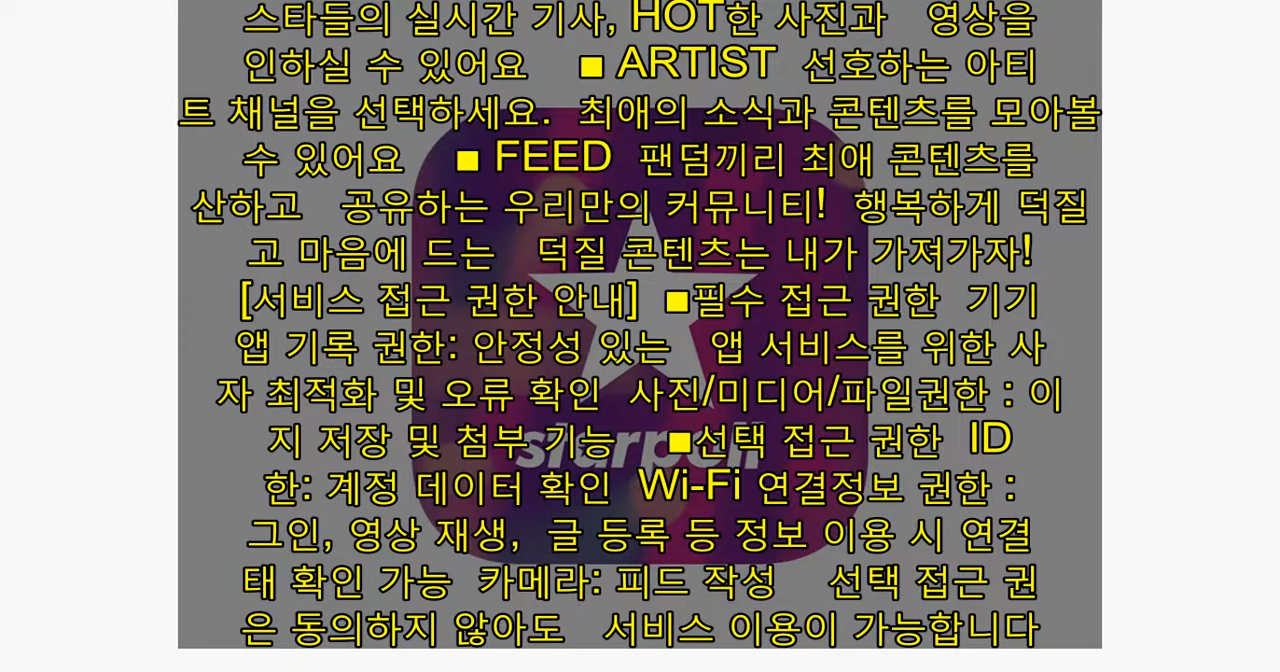 스타들의 실시간 기사, HOT한 사진과 영상을
인하실 수 있어요 ■ ARTIST 선호하는 아티
트 채널을 선택하세요. 최애의 소식과 콘텐츠를 모아볼
수 있어요 ■ FEED 팬덤끼리 최애 콘텐츠를
산하고 공유하는 우리만의 커뮤니티! 행복하게 덕질
고 마음에 드는 덕질 콘텐츠는 내가 가져가자!
[서비스 접근 권한 안내] ■필수 접근 권한 기기
앱 기록 권한: 안정성 있는 앱 서비스를 위한 사
자 최적화 및 오류 확인 사진/미디어/파일권한 : 이
지 저장 및 첨부 기능 ■선택 접근 권한 ID
한: 계정 데이터 확인 Wi-Fi 연결정보 권한 :
그인, 영상 재생, 글 등록 등 정보 이용 시 연결
태 확인 가능 카메라: 피드 작성 선택 접근 권
은 동의하지 않아도 서비스 이용이 가능합니다